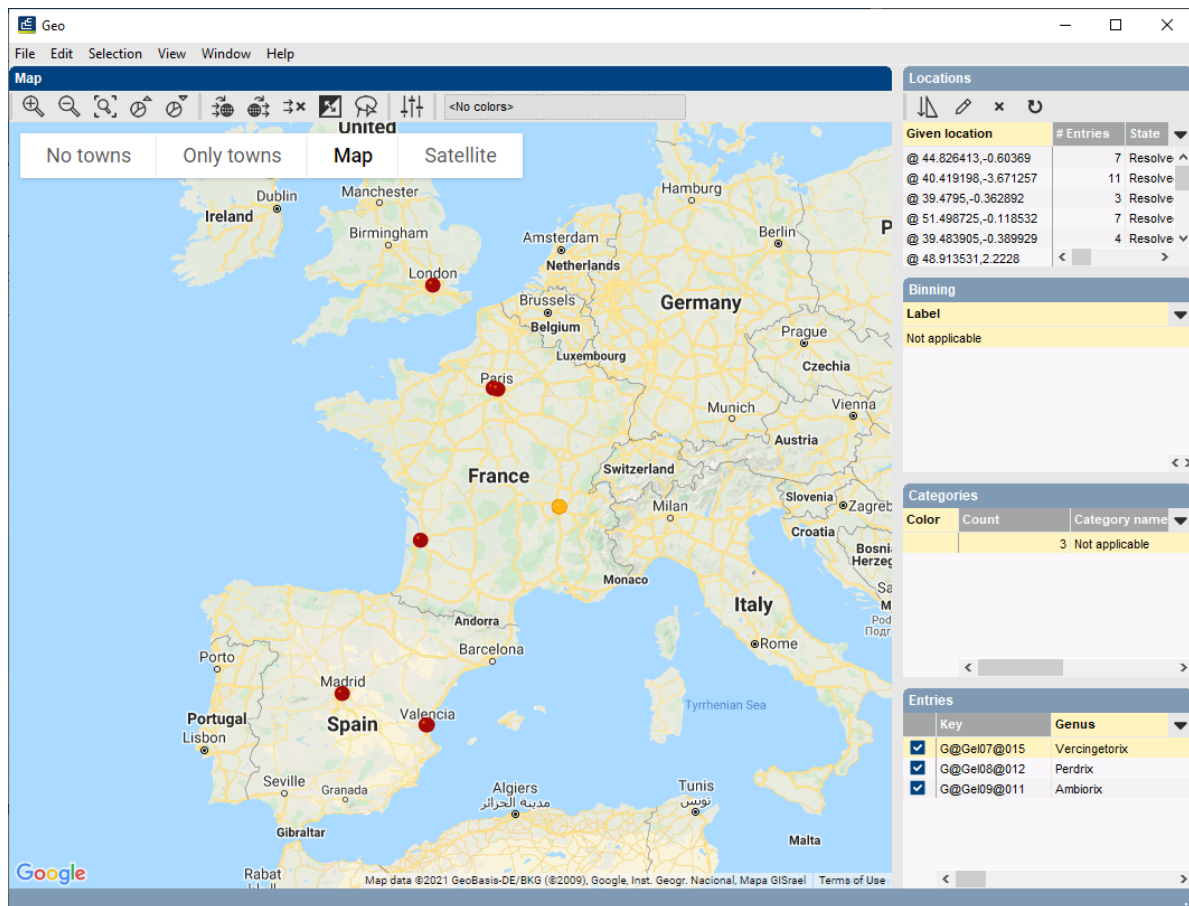 Geo
File Edit Selection View Window Help
Map
<No colors>
No towns Only towns Map Satellite
United
Dublin
Ireland
Manchester
Birmingham
London
Hamburg
Berlin
P
Amsterdam
Netherlands
Brussels
Belgium
Germany
Luxembourg
Prague
Czechia
Paris
Munich
Vienna
Austria
France
Switzerland
Milan
Slovenia
Zagreb
Croatia
Bosni
Herzeg
Monaco
Sa
M
Pod
Подг
Italy
Rome
Andorra
Barcelona
Porto
Madrid
Tyrrhenian Sea
Portugal
Lisbon
Spain
Valencia
Seville
Granada
Algiers
مدينة الجزائر
Tunis
تونس
Gibraltar
Malta
Rabat
Google
Map data ©2021 GeoBasis-DE/BKG (©2009), Google, Inst. Geogr. Nacional, Mapa GISrael Terms of Use
Locations
Given location # Entries State
@ 44.826413,-0.60369 7 Resolve
@ 40.419198,-3.671257 11 Resolve
@ 39.4795,-0.362892 3 Resolve
@ 51.498725,-0.118532 7 Resolve
@ 39.483905,-0.389929 4 Resolve
@ 48.913531,2.2228
Binning
Label
Not applicable
Categories
Color Count Category name
3 Not applicable
Entries
Key Genus
G@Gel07@015 Vercingetorix
G@Gel08@012 Perdrix
G@Gel09@011 Ambiorix